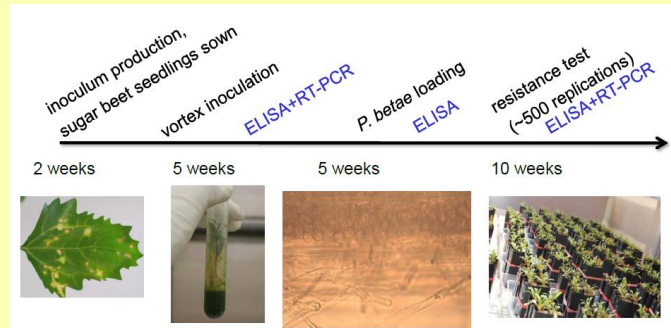 inoculum production,
sugar beet seedlings sown
vortex inoculation
ELISA+RT-PCR
P. betae loading
ELISA
resistance test
(~500 replications)
ELISA+RT-PCR
2 weeks
5 weeks
5 weeks
10 weeks